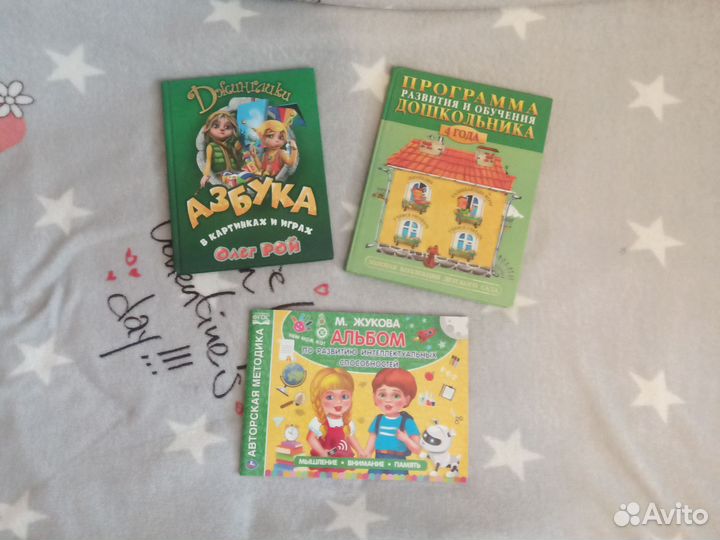 Джинглики
АЗБУКА
В КАРТИНКАХ И ИГРАХ
Олег РОЙ
ПРОГРАММА
РАЗВИТИЯ И ОБУЧЕНИЯ
ДОШКОЛЬНИКА
4 ГОДА
М. ЖУКОВА
АЛЬБОМ
ПО РАЗВИТИЮ ИНТЕЛЛЕКТУАЛЬНЫХ
СПОСОБНОСТЕЙ
АВТОРСКАЯ МЕТОДИКА
МЫШЛЕНИЕ • ВНИМАНИЕ • ПАМЯТЬ
day!!!
Avito